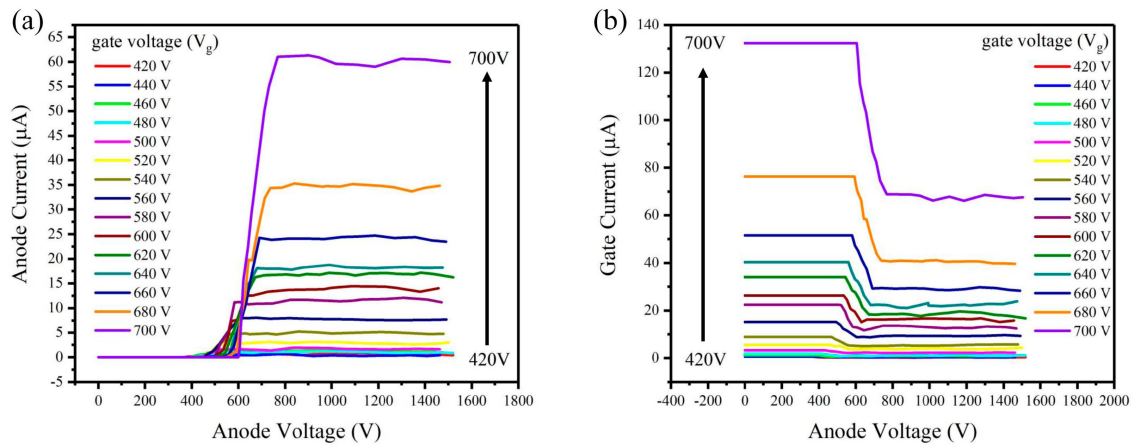 (a)
65
60
55
50
45
40
35
30
25
20
15
10
5
0
-5
Anode Current (μA)
gate voltage (Vg)
420 V
440 V
460 V
480 V
500 V
520 V
540 V
560 V
580 V
600 V
620 V
640 V
660 V
680 V
700 V
700V
420V
0 200 400 600 800 1000 1200 1400 1600 1800
Anode Voltage (V)
(b)
140
120
100
80
60
40
20
0
Gate Current (μA)
700V
420V
gate voltage (Vg)
420 V
440 V
460 V
480 V
500 V
520 V
540 V
560 V
580 V
600 V
620 V
640 V
660 V
680 V
700 V
-400 -200 0 200 400 600 800 1000 1200 1400 1600 1800 2000
Anode Voltage (V)